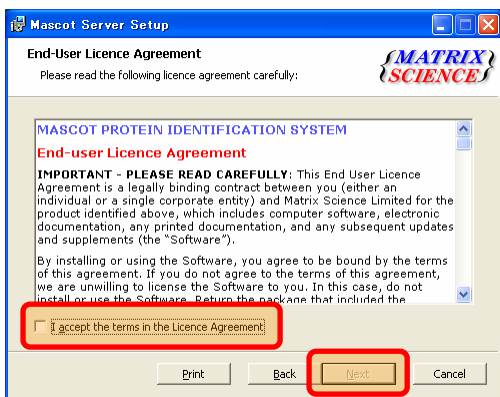 Mascot Server Setup
End-User Licence Agreement
Please read the following licence agreement carefully:
MATRIX
SCIENCE
MASCOT PROTEIN IDENTIFICATION SYSTEM
End-user Licence Agreement
IMPORTANT - PLEASE READ CAREFULLY: This End User Licence
Agreement is a legally binding contract between you (either an
individual or a single corporate entity) and Matrix Science Limited for the
product identified above, which includes computer software, electronic
documentation, any printed documentation, and any subsequent updates
and supplements (the “Software”).
By installing or using the Software, you agree to be bound by the terms
of this agreement. If you do not agree to the terms of this agreement,
we are unwilling to license the Software to you. In this case, do not
install or use the Software. Return the package that included the
I accept the terms in the Licence Agreement
Print Back Next Cancel